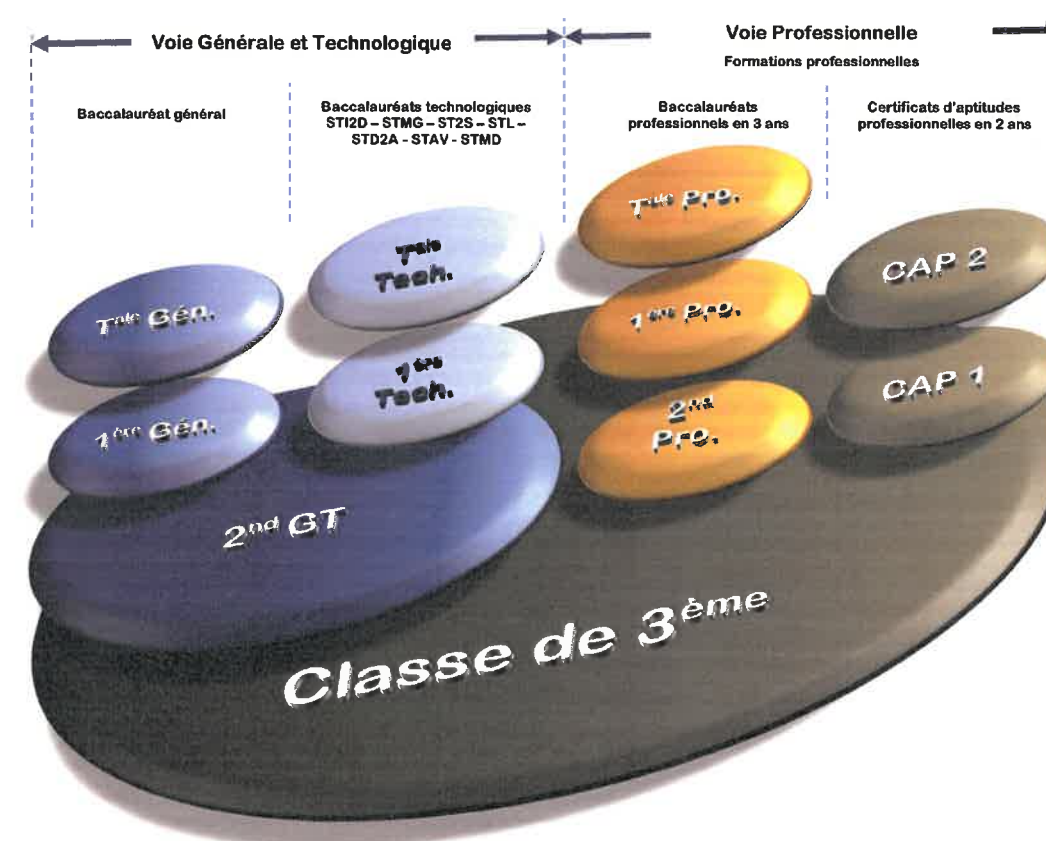 Voie Générale et Technologique
Voie Professionnelle
Formations professionnelles
Baccalauréat général
Baccalauréats technologiques
STI2D – STMG – ST2S – STL –
STD2A - STAV - STMD
Baccalauréats
professionnels en 3 ans
Certificats d'aptitudes
professionnelles en 2 ans
Tale Pro.
Tale
Tech.
CAP 2
Tale Gén.
1ère Pro.
1ère
Tech.
CAP 1
1ère Gén.
2nd
Pro.
2nd GT
Classe de 3ème